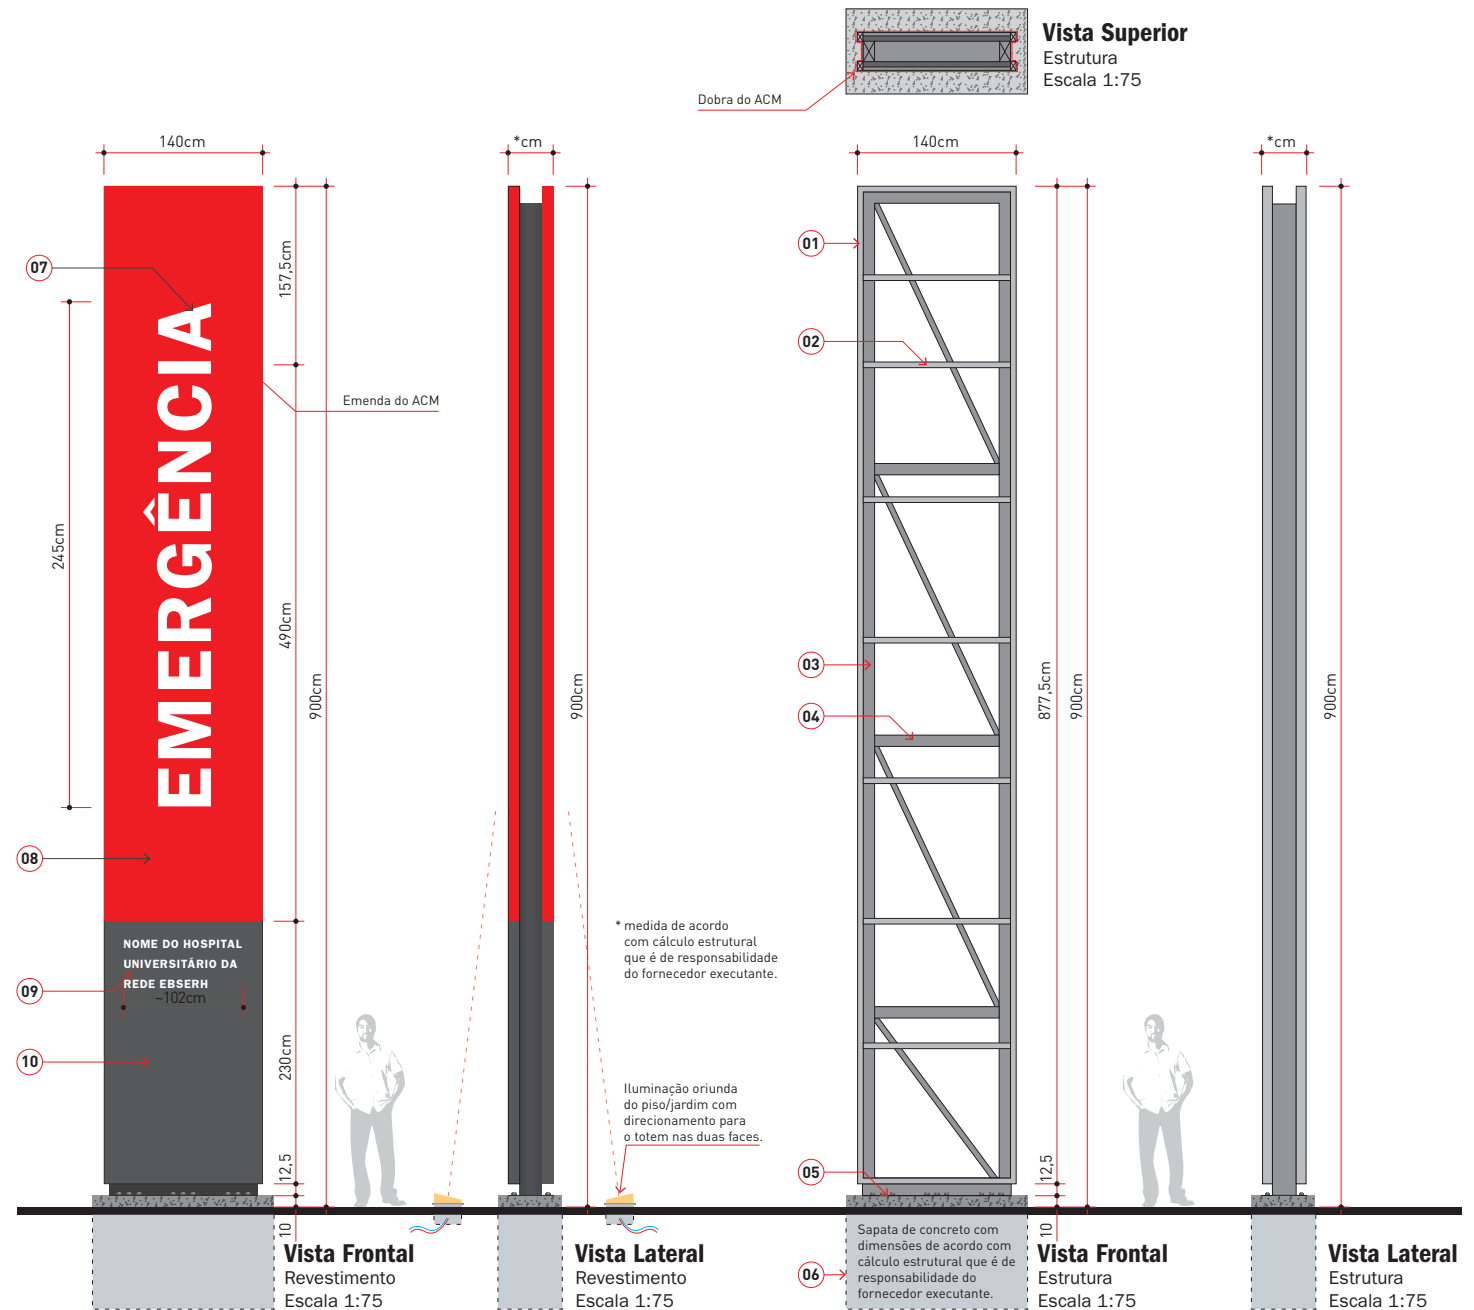 Vista Superior
Estrutura
Escala 1:75
Dobra do ACM
140cm
*cm
140cm
*cm
07
157,5cm
Emenda do ACM
EMERGÊNCIA
245cm
490cm
900cm
900cm
01
02
03
04
877,5cm
900cm
900cm
08
NOME DO HOSPITAL
UNIVERSITÁRIO DA
REDE EBSERH
~102cm
09
10
230cm
12,5
10
* medida de acordo
com cálculo estrutural
que é de responsabilidade
do fornecedor executante.
Iluminação oriunda
do piso/jardim com
direcionamento para
o totem nas duas faces.
05
12,5
10
06
Sapata de concreto com
dimensões de acordo com
cálculo estrutural que é de
responsabilidade do
fornecedor executante.
Vista Frontal
Revestimento
Escala 1:75
Vista Lateral
Revestimento
Escala 1:75
Vista Frontal
Estrutura
Escala 1:75
Vista Lateral
Estrutura
Escala 1:75